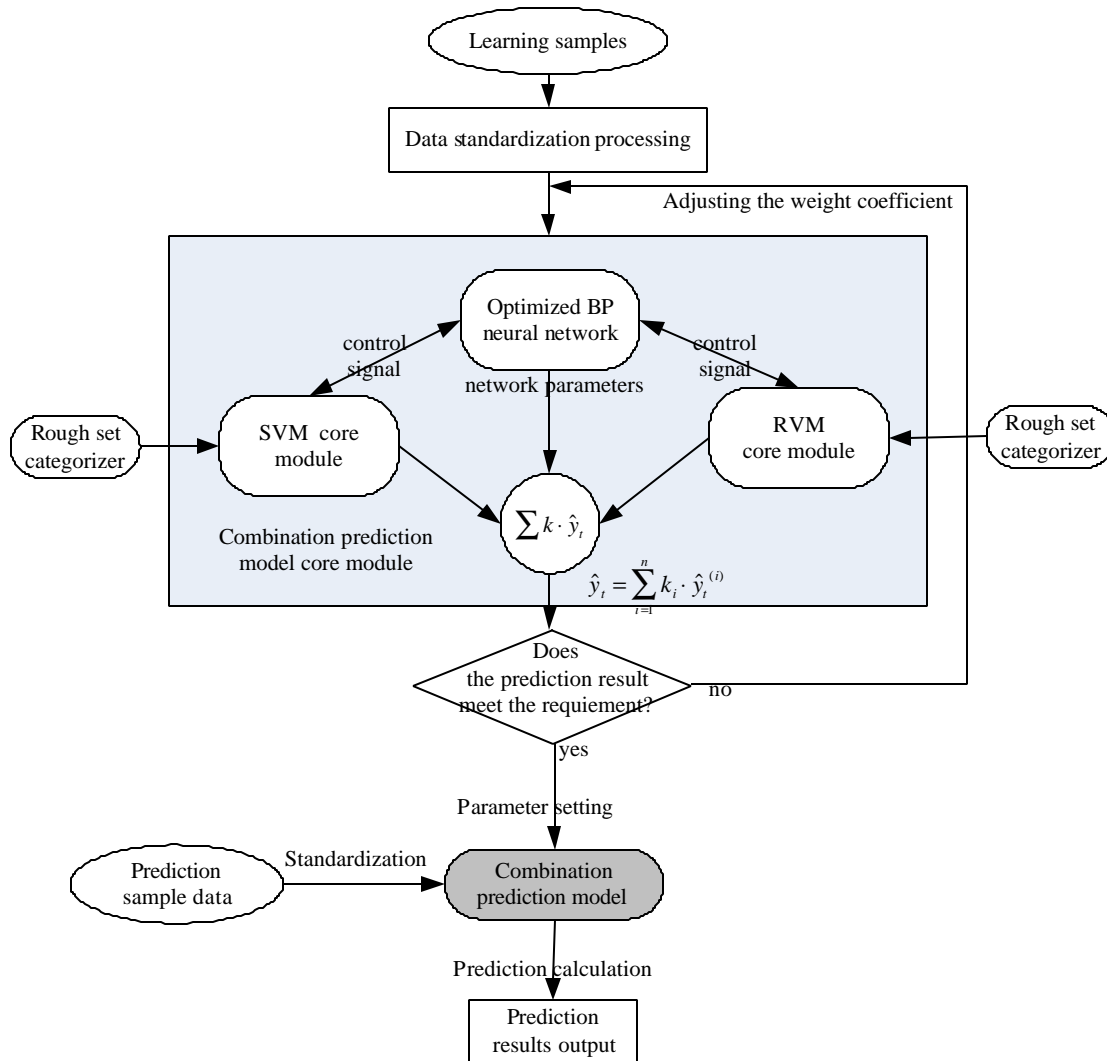 Learning samples
Data standardization processing
Adjusting the weight coefficient
Optimized BP
neural network
control
signal
control
signal
network parameters
Rough set
categorizer
SVM core
module
RVM
core module
Rough set
categorizer
∑ k · ŷ_t
Combination prediction
model core module
ŷ_t = ∑_{i=1}^{n} k_i · ŷ_t^{(i)}
Does
the prediction result
meet the requiement?
no
yes
Parameter setting
Prediction
sample data
Standardization
Combination
prediction model
Prediction calculation
Prediction
results output